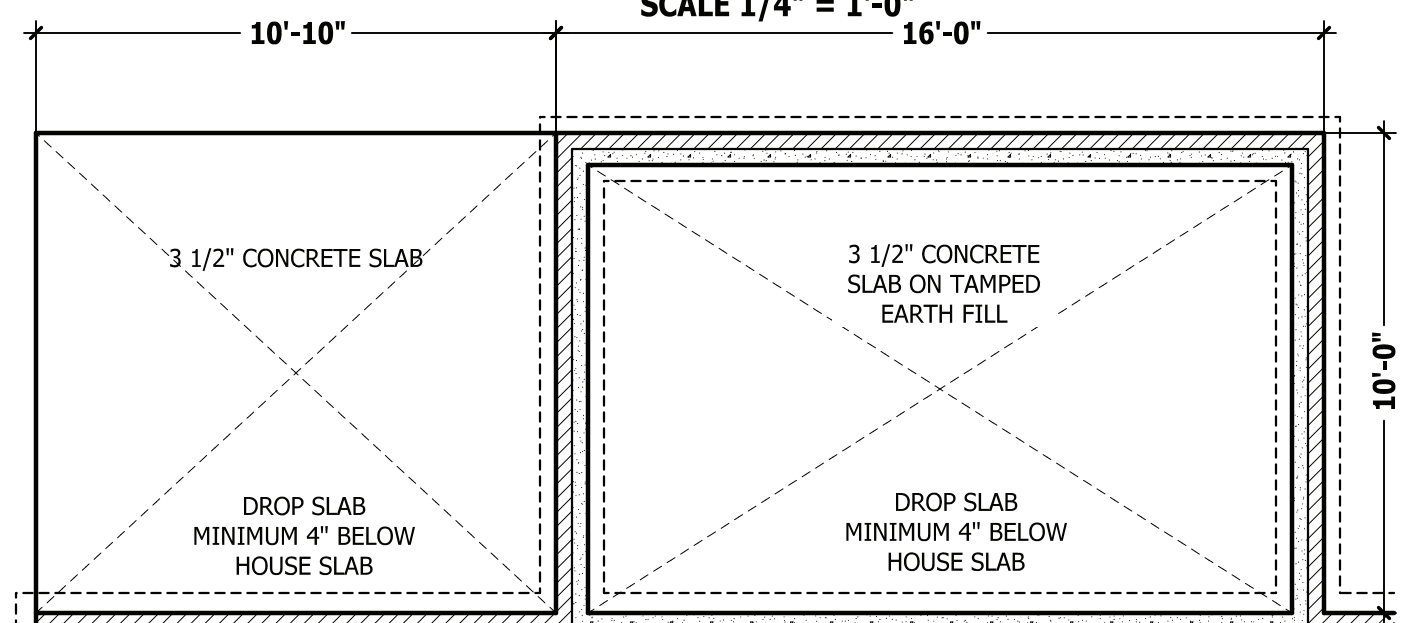 SCALE 1/4" = 1'-0"
10'-10"
16'-0"
3 1/2" CONCRETE SLAB
3 1/2" CONCRETE
SLAB ON TAMPED
EARTH FILL
10'-0"
DROP SLAB
MINIMUM 4" BELOW
HOUSE SLAB
DROP SLAB
MINIMUM 4" BELOW
HOUSE SLAB